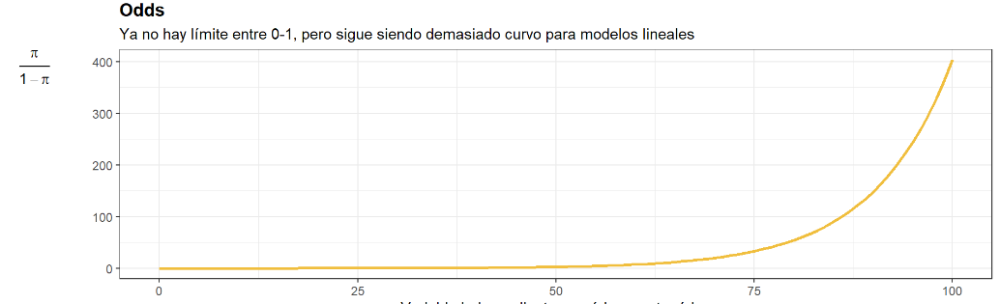 Odds
Ya no hay límite entre 0-1, pero sigue siendo demasiado curvo para modelos lineales
π
1 − π
400
300
200
100
0
0 25 50 75 100